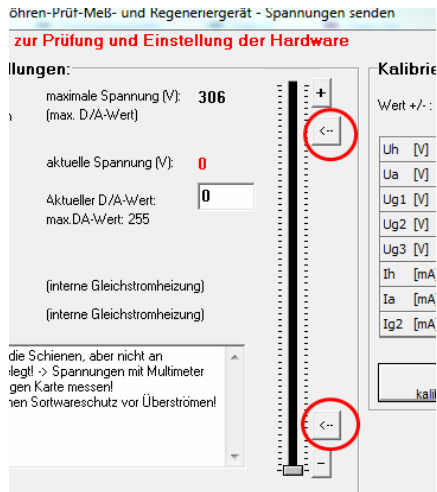 öhren-Prüf-Meß- und Regeneriergerät - Spannungen senden
zur Prüfung und Einstellung der Hardware
llungen:
maximale Spannung (V): 306
(max. D/A-Wert)
+
<--
aktuelle Spannung (V): 0
Aktueller D/A-Wert: 0
max.DA-Wert: 255
(interne Gleichstromheizung)
(interne Gleichstromheizung)
die Schienen, aber nicht an
elegt! -> Spannungen mit Multimeter
gen Karte messen!
nen Sortwareschutz vor Überströmen!
<--
-
Kalibrie
Wert +/- :
Uh [V]
Ua [V]
Ug1 [V]
Ug2 [V]
Ug3 [V]
Ih [mA]
Ia [mA]
Ig2 [mA]
kalil